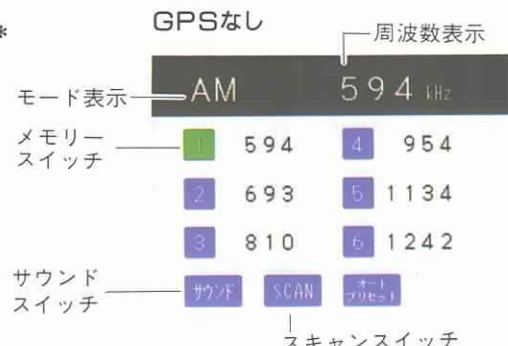 *
GPSなし
周波数表示
モード表示
AM 594 kHz
メモリー
スイッチ
1 594 4 954
2 693 5 1134
3 810 6 1242
サウンド
スイッチ
サウンド SCAN オート
プリセット
スキャンスイッチ